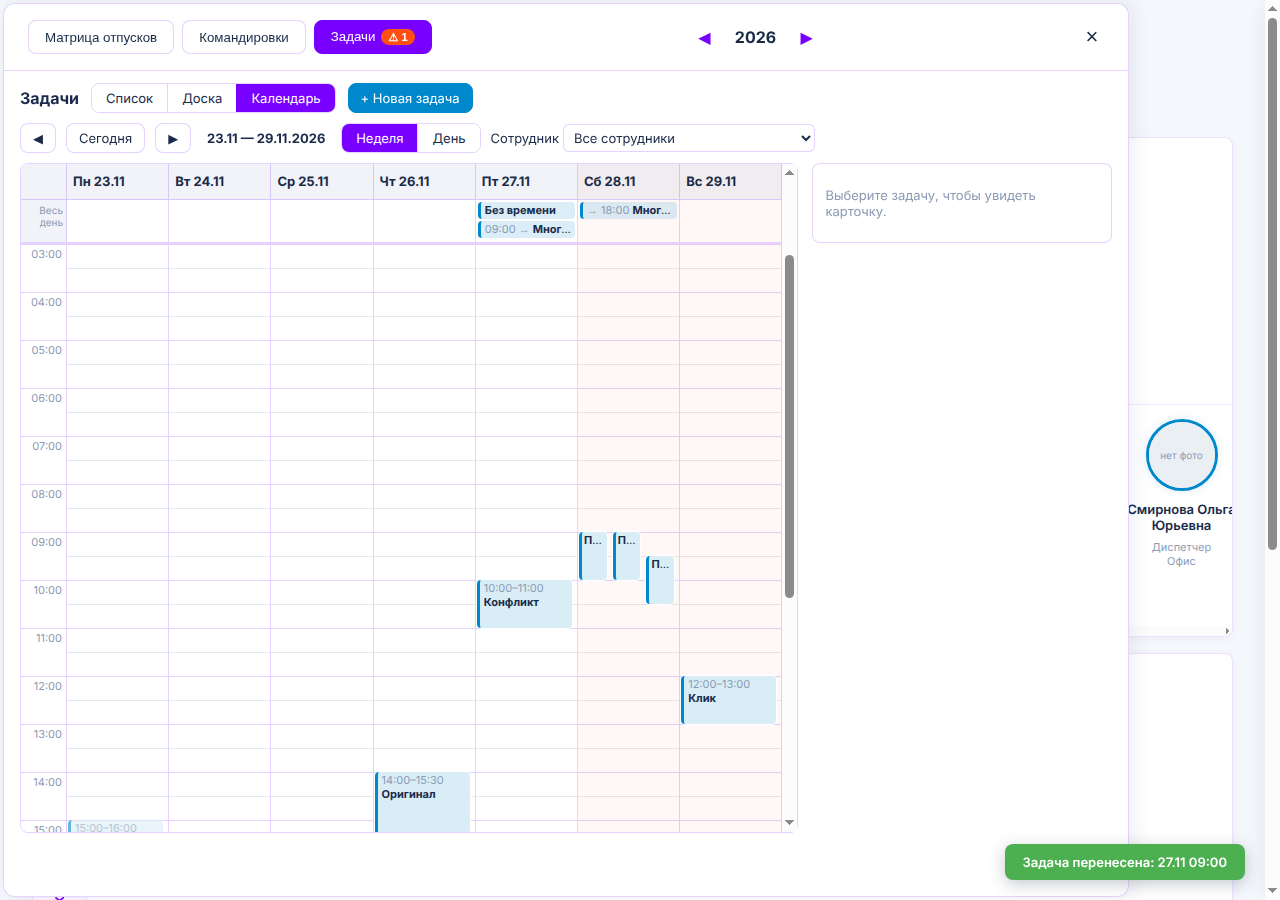 Матрица отпусков
Командировки
Задачи ⚠ 1
◀ 2026 ▶
×
Задачи
Список
Доска
Календарь
+ Новая задача
◀
Сегодня
▶
23.11 — 29.11.2026
Неделя
День
Сотрудник
Все сотрудники
Пн 23.11
Вт 24.11
Ср 25.11
Чт 26.11
Пт 27.11
Сб 28.11
Вс 29.11
Весь
день
Без времени
09:00 → Мног...
→ 18:00 Мног...
Выберите задачу, чтобы увидеть
карточку.
03:00
04:00
05:00
06:00
07:00
08:00
09:00
П...
П...
П...
10:00
10:00–11:00
Конфликт
11:00
12:00
12:00–13:00
Клик
13:00
14:00
14:00–15:30
Оригинал
15:00
15:00–16:00
нет фото
Смирнова Ольга
Юрьевна
Диспетчер
Офис
Задача перенесена: 27.11 09:00